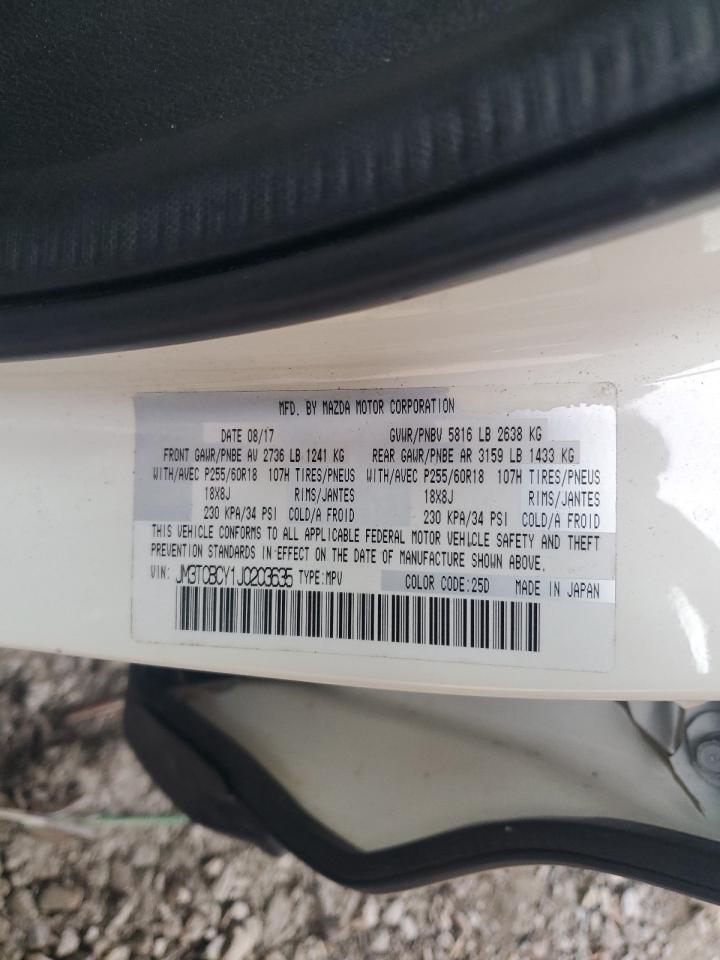 MFD. BY MAZDA MOTOR CORPORATION
DATE 08/17 GVWR/PNBV 5816 LB 2638 KG
FRONT GAWR/PNBE AV 2736 LB 1241 KG REAR GAWR/PNBE AR 3159 LB 1433 KG
WITH/AVEC P255/60R18 107H TIRES/PNEUS WITH/AVEC P255/60R18 107H TIRES/PNEUS
18X8J RIMS/JANTES 18X8J RIMS/JANTES
230 KPA/34 PSI COLD/A FROID 230 KPA/34 PSI COLD/A FROID
THIS VEHICLE CONFORMS TO ALL APPLICABLE FEDERAL MOTOR VEHICLE SAFETY AND THEFT
PREVENTION STANDARDS IN EFFECT ON THE DATE OF MANUFACTURE SHOWN ABOVE.
VIN: JM3TCBCY1J0203635 TYPE:MPV COLOR CODE:25D MADE IN JAPAN